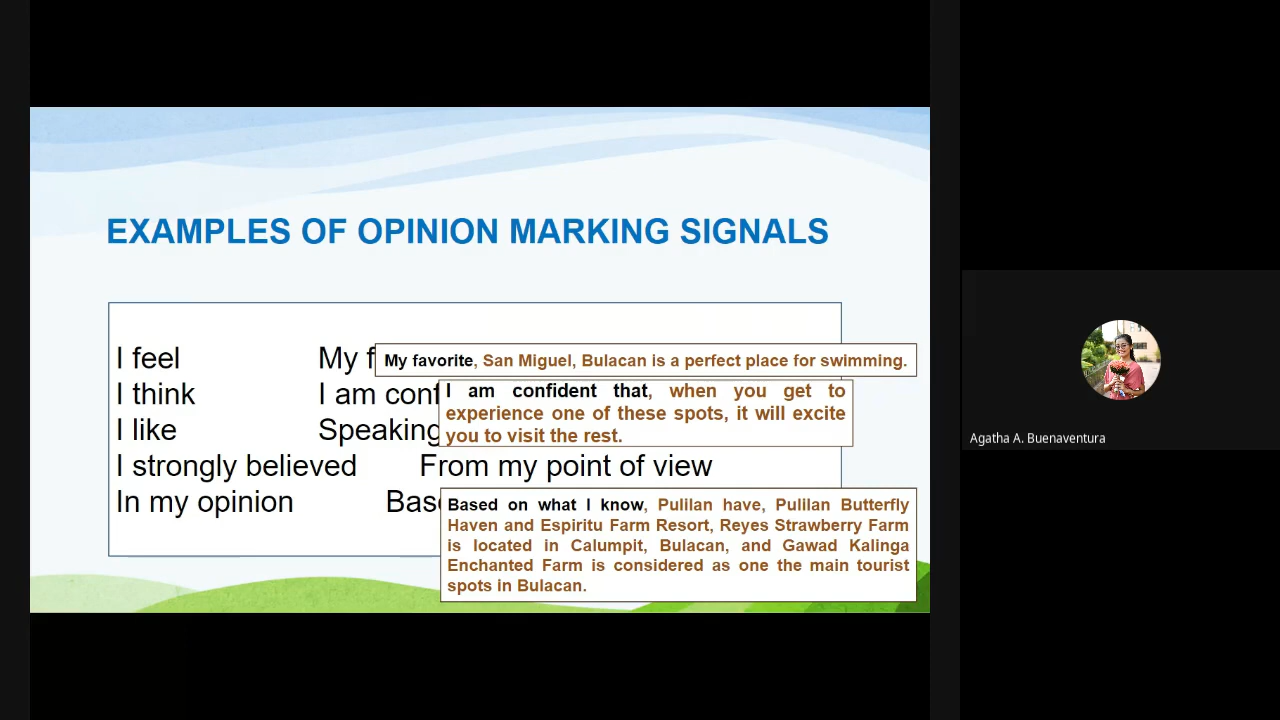 EXAMPLES OF OPINION MARKING SIGNALS
I feel My
My favorite, San Miguel, Bulacan is a perfect place for swimming.
I think I am
I am confident that, when you get to
experience one of these spots, it will excite
you to visit the rest.
I like Speaking
I strongly believed From my point of view
In my opinion
Based on what I know, Pulilan have, Pulilan Butterfly
Haven and Espiritu Farm Resort, Reyes Strawberry Farm
is located in Calumpit, Bulacan, and Gawad Kalinga
Enchanted Farm is considered as one the main tourist
spots in Bulacan.
Agatha A. Buenaventura